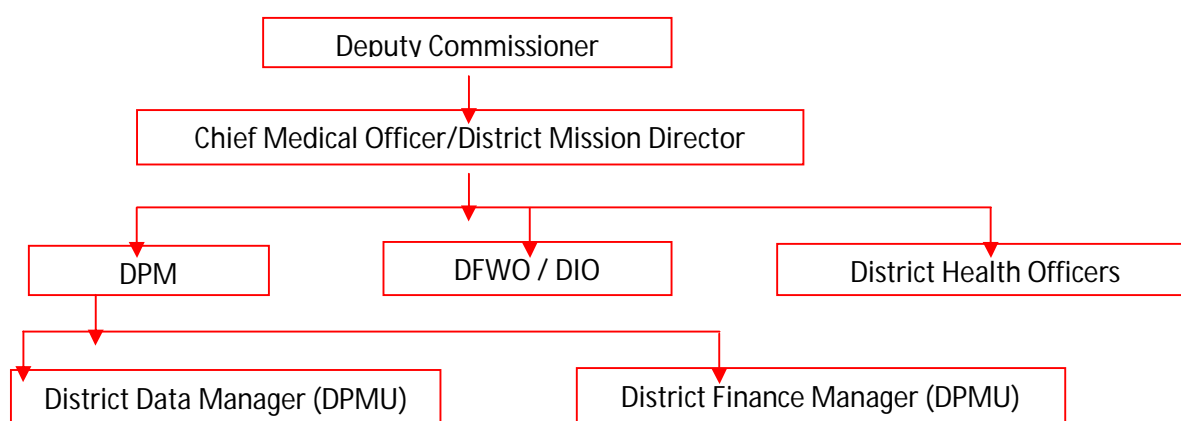 Deputy Commissioner
Chief Medical Officer/District Mission Director
DPM
DFWO / DIO
District Health Officers
District Data Manager (DPMU)
District Finance Manager (DPMU)